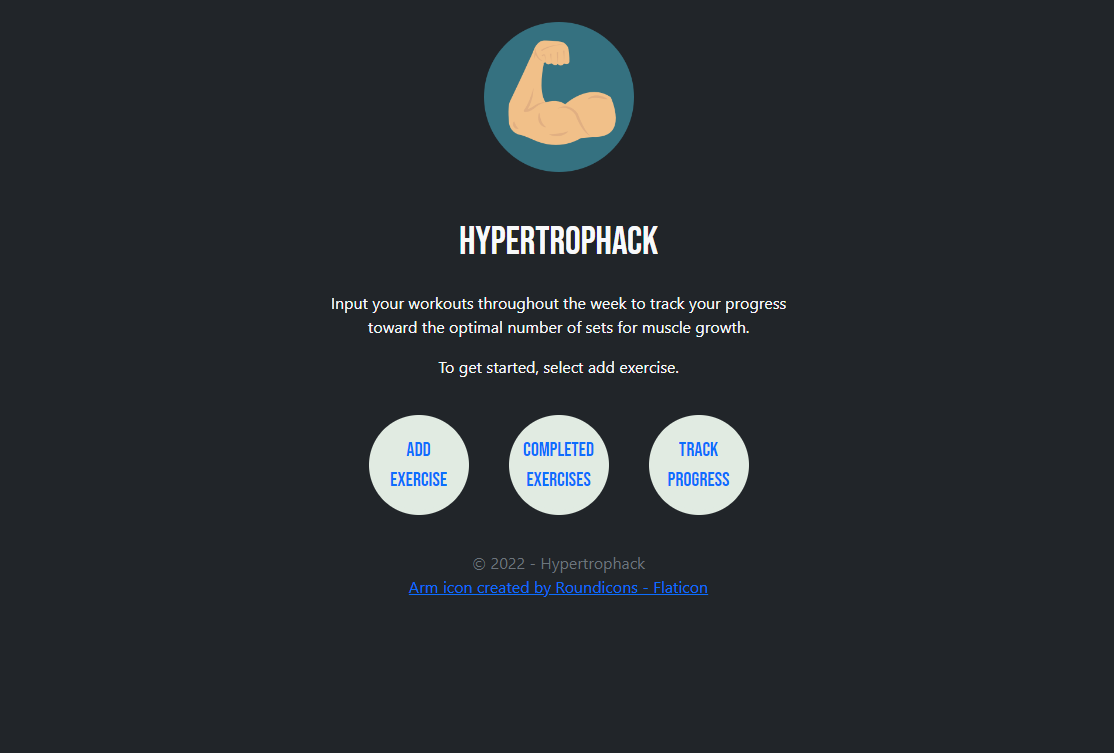 HYPERTROPHACK
Input your workouts throughout the week to track your progress
toward the optimal number of sets for muscle growth.
To get started, select add exercise.
ADD
EXERCISE
COMPLETED
EXERCISES
TRACK
PROGRESS
© 2022 - Hypertrophack
Arm icon created by Roundicons - Flaticon